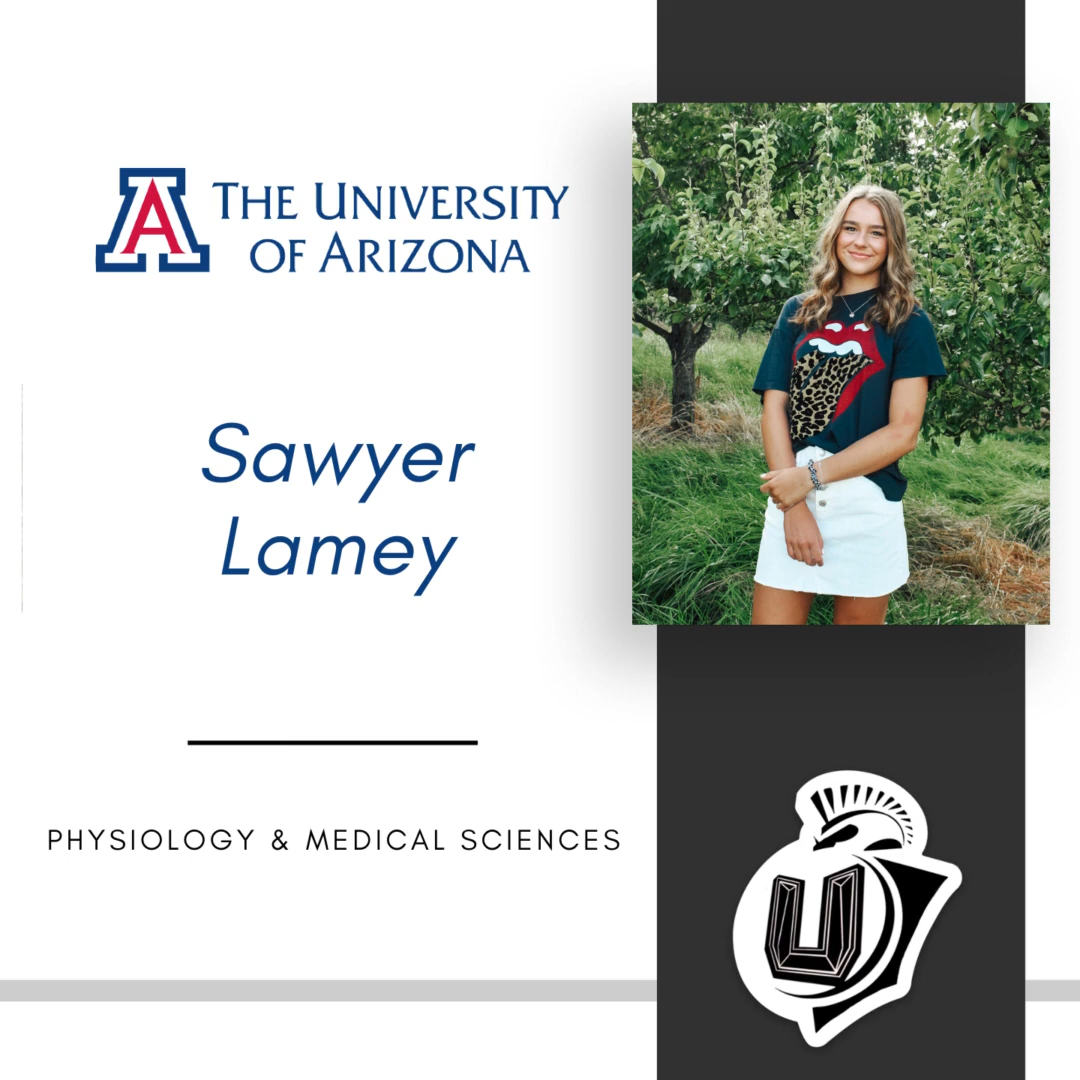 A THE UNIVERSITY
OF ARIZONA
Sawyer
Lamey
PHYSIOLOGY & MEDICAL SCIENCES
U